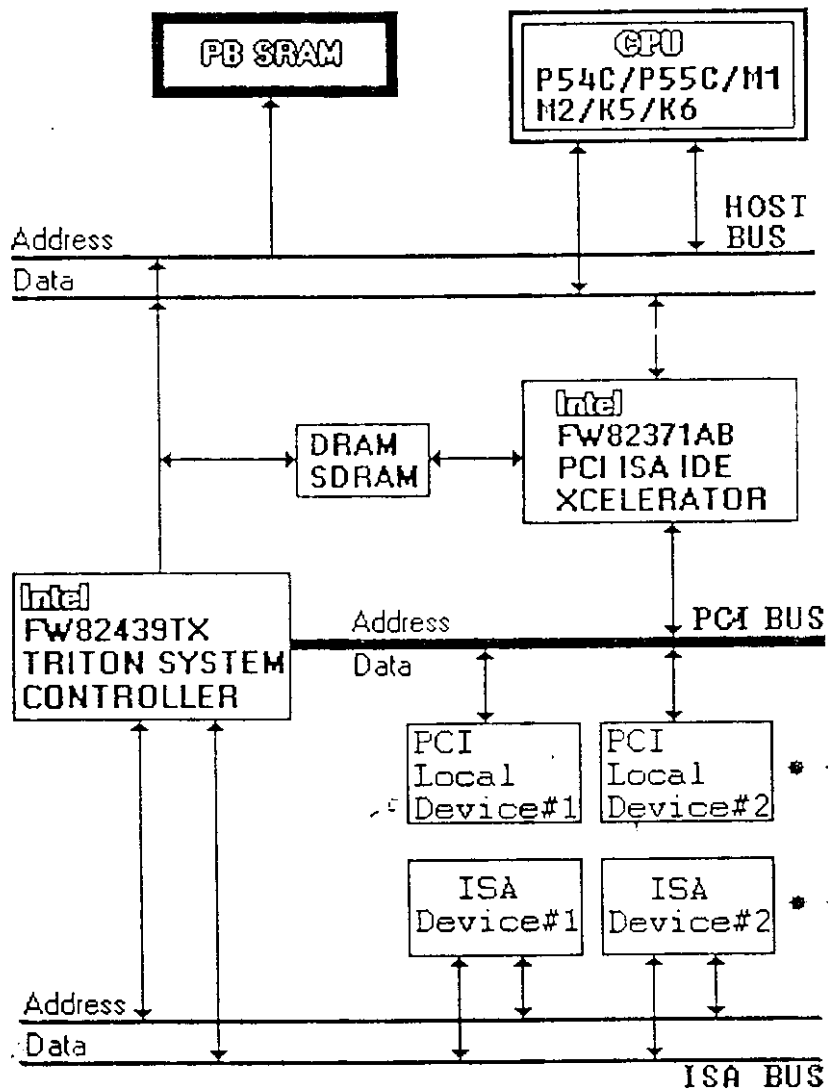 PB SRAM
CPU
P54C/P55C/M1
M2/K5/K6
HOST
BUS
Address
Data
Intel
FW82371AB
PCI ISA IDE
XCELERATOR
DRAM
SDRAM
Intel
FW82439TX
TRITON SYSTEM
CONTROLLER
Address
PCI BUS
Data
PCI
Local
Device#1
PCI
Local
Device#2
ISA
Device#1
ISA
Device#2
Address
Data
ISA BUS